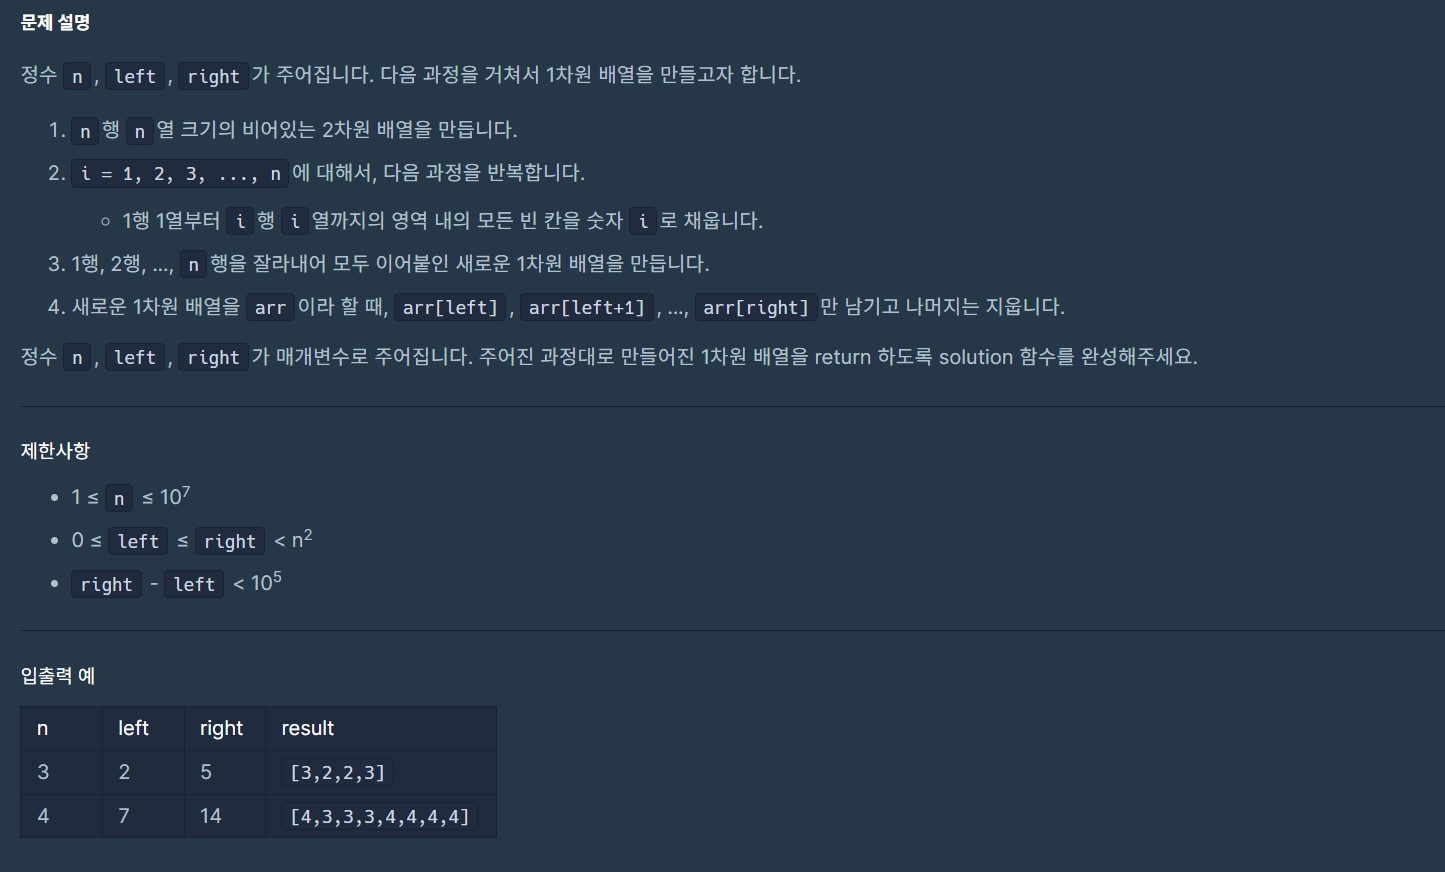 문제 설명
정수 n, left, right가 주어집니다. 다음 과정을 거쳐서 1차원 배열을 만들고자 합니다.
1. n행 n열 크기의 비어있는 2차원 배열을 만듭니다.
2. i = 1, 2, 3, ..., n에 대해서, 다음 과정을 반복합니다.
◦ 1행 1열부터 i행 i열까지의 영역 내의 모든 빈 칸을 숫자 i로 채웁니다.
3. 1행, 2행, ..., n행을 잘라내어 모두 이어붙인 새로운 1차원 배열을 만듭니다.
4. 새로운 1차원 배열을 arr이라 할 때, arr[left], arr[left+1], ..., arr[right]만 남기고 나머지는 지웁니다.
정수 n, left, right가 매개변수로 주어집니다. 주어진 과정대로 만들어진 1차원 배열을 return 하도록 solution 함수를 완성해주세요.
제한사항
• 1 ≤ n ≤ 10⁷
• 0 ≤ left ≤ right < n²
• right - left < 10⁵
입출력 예
n left right result
3 2 5 [3,2,2,3]
4 7 14 [4,3,3,3,4,4,4,4]